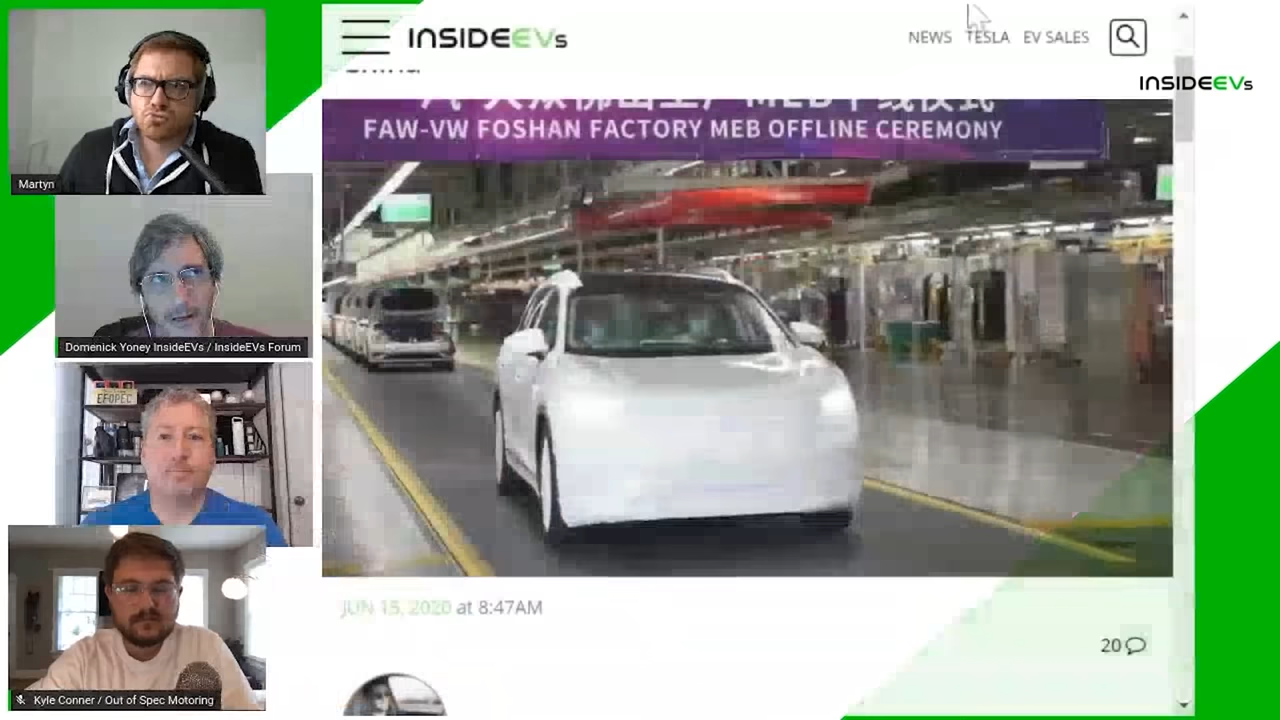 INSIDEEVs
NEWS TESLA EV SALES
INSIDEEVs
FAW-VW FOSHAN FACTORY MEB OFFLINE CEREMONY
JUN 15, 2020 at 8:47AM
20
Martyn
Domenick Yoney InsideEVs / InsideEVs Forum
EFOPEC
Kyle Conner / Out of Spec Motoring